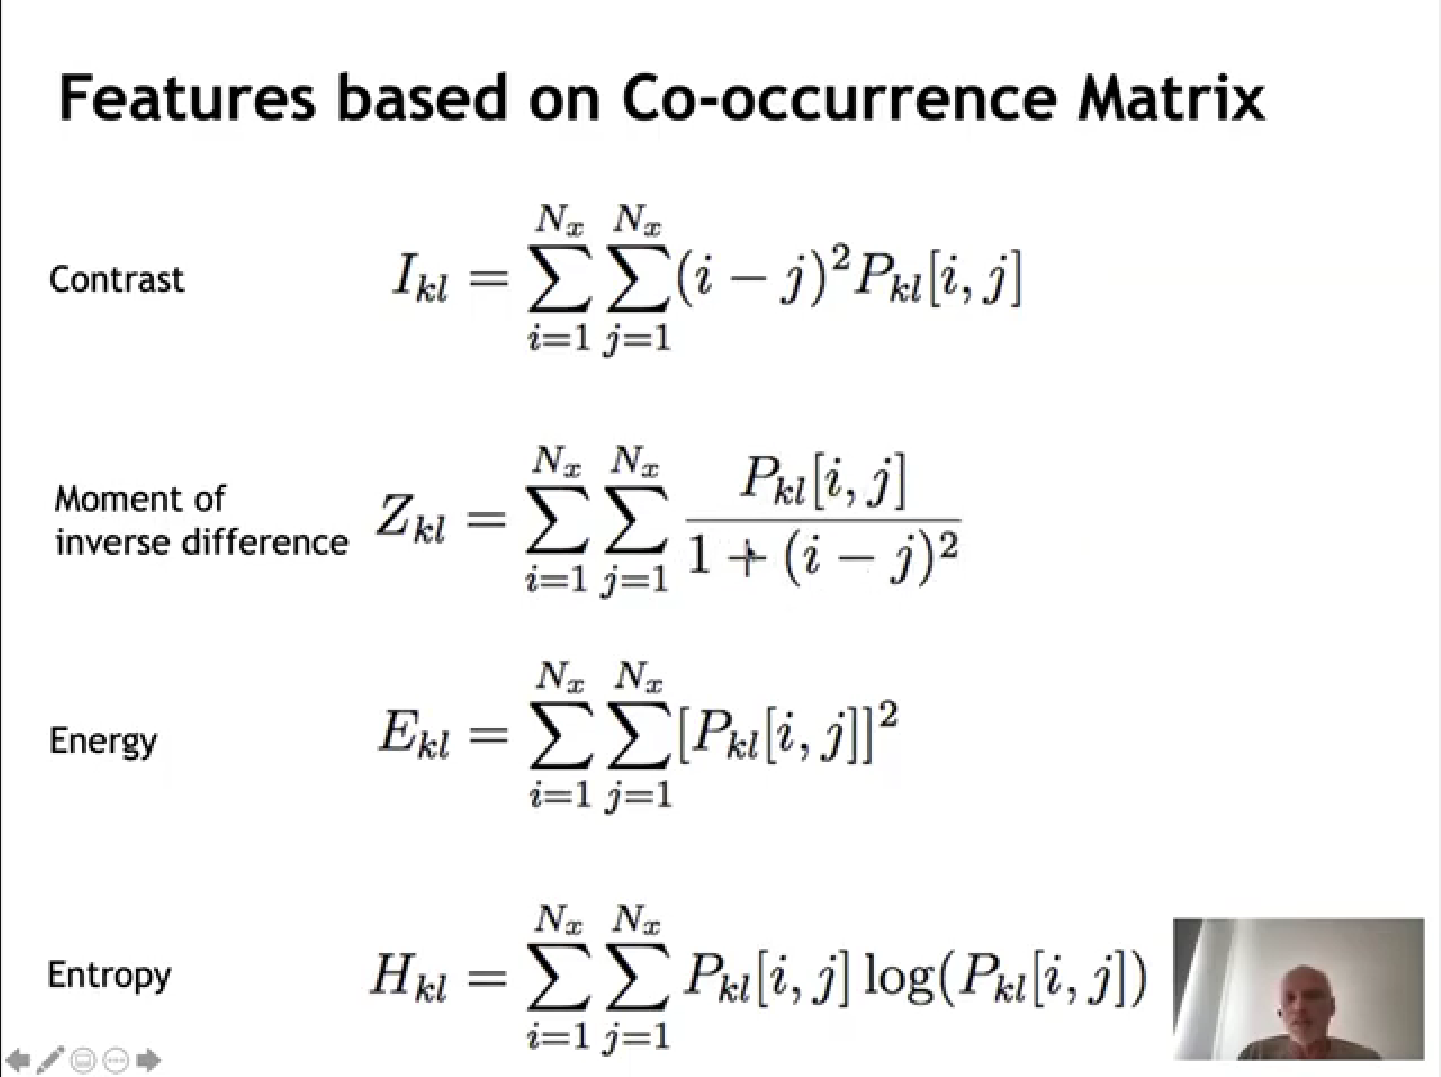 Features based on Co-occurrence Matrix
Contrast I_{kl} = \sum_{i=1}^{N_x} \sum_{j=1}^{N_x} (i - j)^2 P_{kl}[i, j]
Moment of
inverse difference Z_{kl} = \sum_{i=1}^{N_x} \sum_{j=1}^{N_x} \frac{P_{kl}[i, j]}{1 + (i - j)^2}
Energy E_{kl} = \sum_{i=1}^{N_x} \sum_{j=1}^{N_x} [P_{kl}[i, j]]^2
Entropy H_{kl} = \sum_{i=1}^{N_x} \sum_{j=1}^{N_x} P_{kl}[i, j] \log(P_{kl}[i, j])